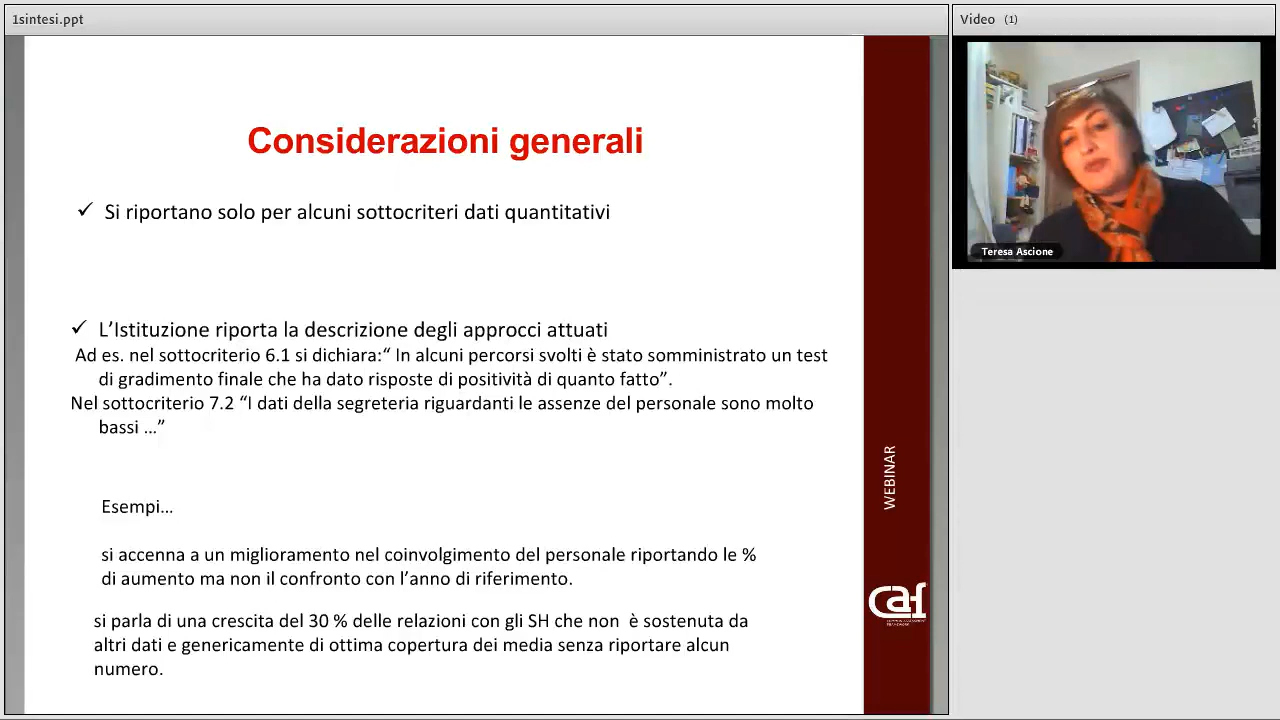 1sintesi.ppt
Video (1)
Teresa Ascione
Considerazioni generali
✓ Si riportano solo per alcuni sottocriteri dati quantitativi
✓ L’Istituzione riporta la descrizione degli approcci attuati
Ad es. nel sottocriterio 6.1 si dichiara:“ In alcuni percorsi svolti è stato somministrato un test
di gradimento finale che ha dato risposte di positività di quanto fatto”.
Nel sottocriterio 7.2 “I dati della segreteria riguardanti le assenze del personale sono molto
bassi …”
Esempi…
si accenna a un miglioramento nel coinvolgimento del personale riportando le %
di aumento ma non il confronto con l’anno di riferimento.
si parla di una crescita del 30 % delle relazioni con gli SH che non  è sostenuta da
altri dati e genericamente di ottima copertura dei media senza riportare alcun
numero.
WEBINAR
caf